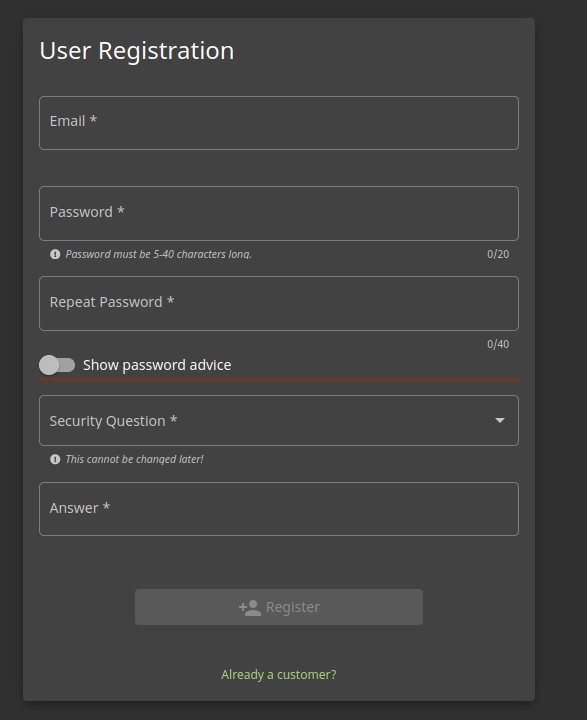 User Registration
Email *
Password *
Password must be 5-40 characters long.
0/20
Repeat Password *
0/40
Show password advice
Security Question *
This cannot be changed later!
Answer *
Register
Already a customer?